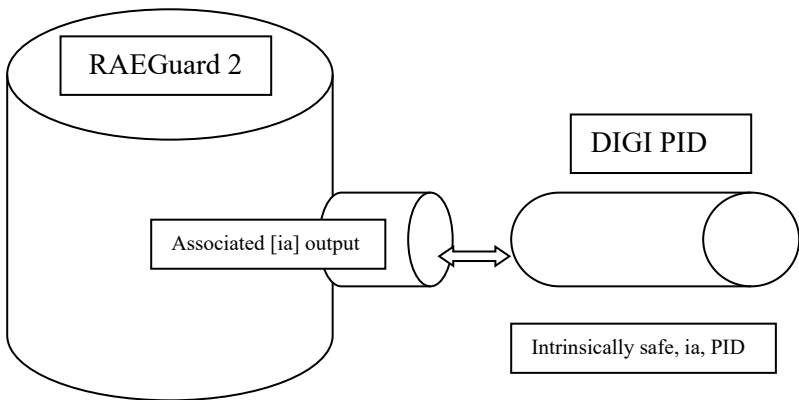 RAEGuard 2
DIGI PID
Associated [ia] output
Intrinsically safe, ia, PID